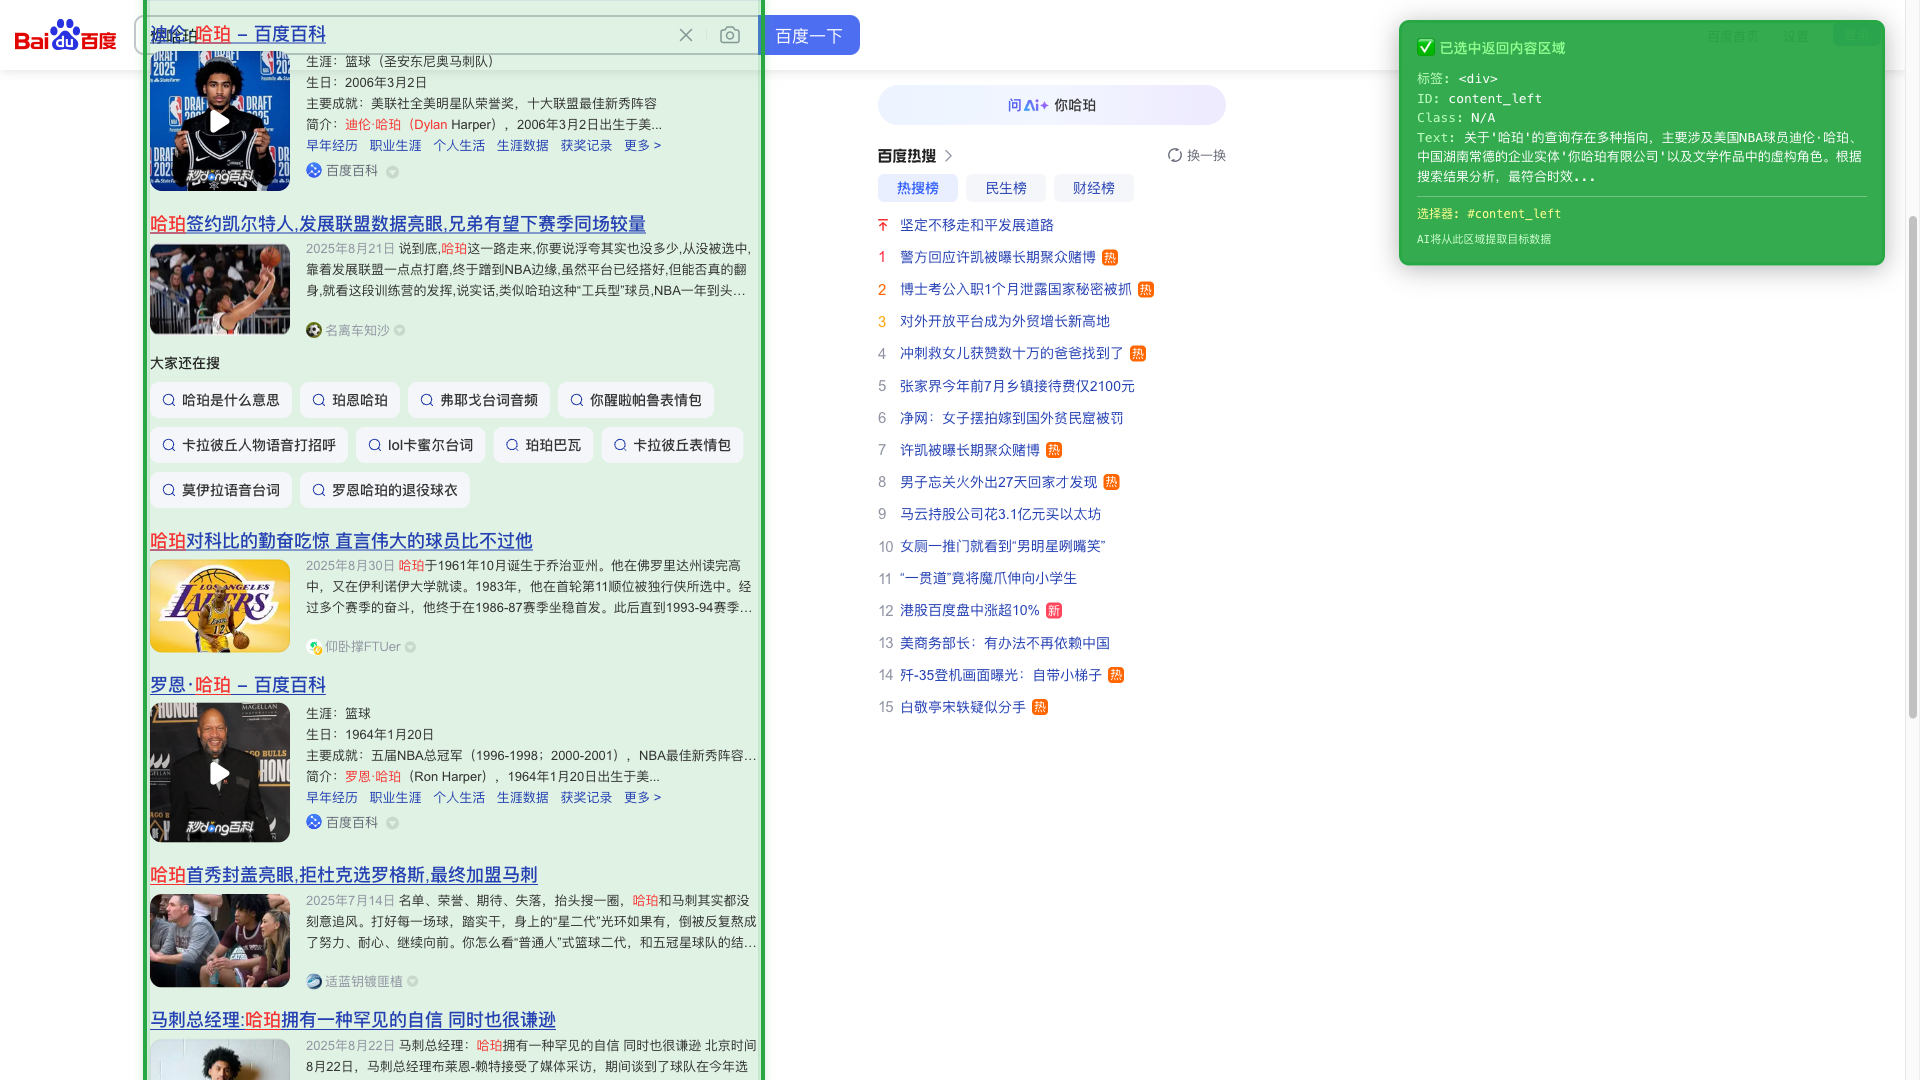 Bai du 百度
你哈珀
百度一下
迪伦·哈珀 - 百度百科
生涯：篮球（圣安东尼奥马刺队）
生日：2006年3月2日
主要成就：美联社全美明星队荣誉奖，十大联盟最佳新秀阵容
简介：迪伦·哈珀（Dylan Harper），2006年3月2日出生于美...
早年经历 职业生涯 个人生活 生涯数据 获奖记录 更多 >
秒dong百科
百度百科
哈珀签约凯尔特人,发展联盟数据亮眼,兄弟有望下赛季同场较量
2025年8月21日 说到底,哈珀这一路走来,你要说浮夸其实也没多少,从没被选中,
靠着发展联盟一点点打磨,终于蹭到NBA边缘,虽然平台已经搭好,但能否真的翻
身,就看这段训练营的发挥,说实话,类似哈珀这种“工兵型”球员,NBA一年到头...
名离车知沙
大家还在搜
哈珀是什么意思
珀恩哈珀
弗耶戈台词音频
你醒啦帕鲁表情包
卡拉彼丘人物语音打招呼
lol卡蜜尔台词
珀珀巴瓦
卡拉彼丘表情包
莫伊拉语音台词
罗恩哈珀的退役球衣
哈珀对科比的勤奋吃惊 直言伟大的球员比不过他
2025年8月30日 哈珀于1961年10月诞生于乔治亚州。他在佛罗里达州读完高
中，又在伊利诺伊大学就读。1983年，他在首轮第11顺位被独行侠所选中。经
过多个赛季的奋斗，他终于在1986-87赛季坐稳首发。此后直到1993-94赛季...
仰卧撑FTUer
罗恩·哈珀 - 百度百科
生涯：篮球
生日：1964年1月20日
主要成就：五届NBA总冠军（1996-1998；2000-2001），NBA最佳新秀阵容...
简介：罗恩·哈珀（Ron Harper），1964年1月20日出生于美...
早年经历 职业生涯 个人生活 生涯数据 获奖记录 更多 >
秒dong百科
百度百科
哈珀首秀封盖亮眼,拒杜克选罗格斯,最终加盟马刺
2025年7月14日 名单、荣誉、期待、失落，抬头搜一圈，哈珀和马刺其实都没
刻意追风。打好每一场球，踏实干，身上的“星二代”光环如果有，倒被反复熬成
了努力、耐心、继续向前。你怎么看“普通人”式篮球二代，和五冠星球队的结...
适蓝钥镀匪植
马刺总经理:哈珀拥有一种罕见的自信 同时也很谦逊
2025年8月22日 马刺总经理：哈珀拥有一种罕见的自信 同时也很谦逊 北京时间
8月22日，马刺总经理布莱恩-赖特接受了媒体采访，期间谈到了球队在今年选
问 Ai+ 你哈珀
百度热搜
换一换
热搜榜
民生榜
财经榜
坚定不移走和平发展道路
1 警方回应许凯被曝长期聚众赌博 热
2 博士考公入职1个月泄露国家秘密被抓 热
3 对外开放平台成为外贸增长新高地
4 冲刺救女儿获赞数十万的爸爸找到了 热
5 张家界今年前7月乡镇接待费仅2100元
6 净网：女子摆拍嫁到国外贫民窟被罚
7 许凯被曝长期聚众赌博 热
8 男子忘关火外出27天回家才发现 热
9 马云持股公司花3.1亿元买以太坊
10 女厕一推门就看到“男明星咧嘴笑”
11 “一贯道”竟将魔爪伸向小学生
12 港股百度盘中涨超10% 新
13 美商务部长：有办法不再依赖中国
14 歼-35登机画面曝光：自带小梯子 热
15 白敬亭宋轶疑似分手 热
百度首页 设置
✅ 已选中返回内容区域
标签: <div>
ID: content_left
Class: N/A
Text: 关于'哈珀'的查询存在多种指向，主要涉及美国NBA球员迪伦·哈珀、
中国湖南常德的企业实体'你哈珀有限公司'以及文学作品中的虚构角色。根据
搜索结果分析，最符合时效...
选择器: #content_left
AI将从此区域提取目标数据